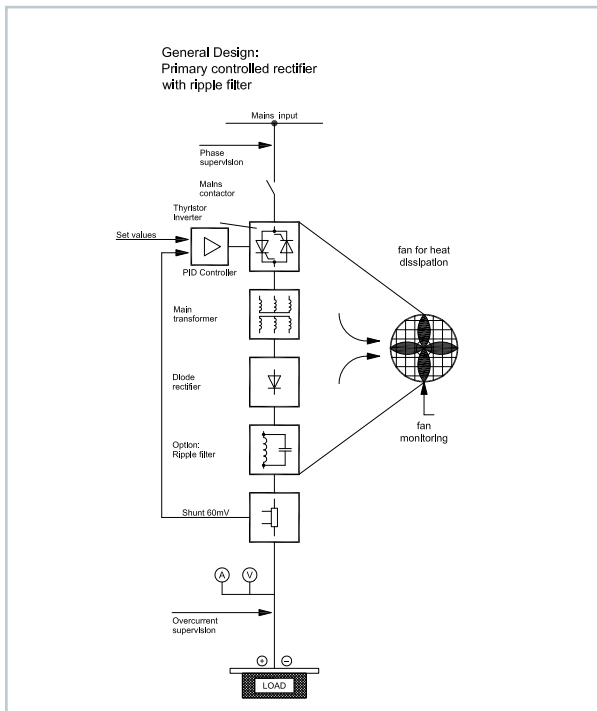 General Design:
Primary controlled rectifier
with ripple filter
Mains input
Phase
supervision
Mains
contactor
Thyristor
Inverter
Set values
PID Controller
fan for heat
dissipation
Main
transformer
Diode
rectifier
fan
monitoring
Option:
Ripple filter
Shunt 60mV
A
V
Overcurrent
supervision
+ −
LOAD